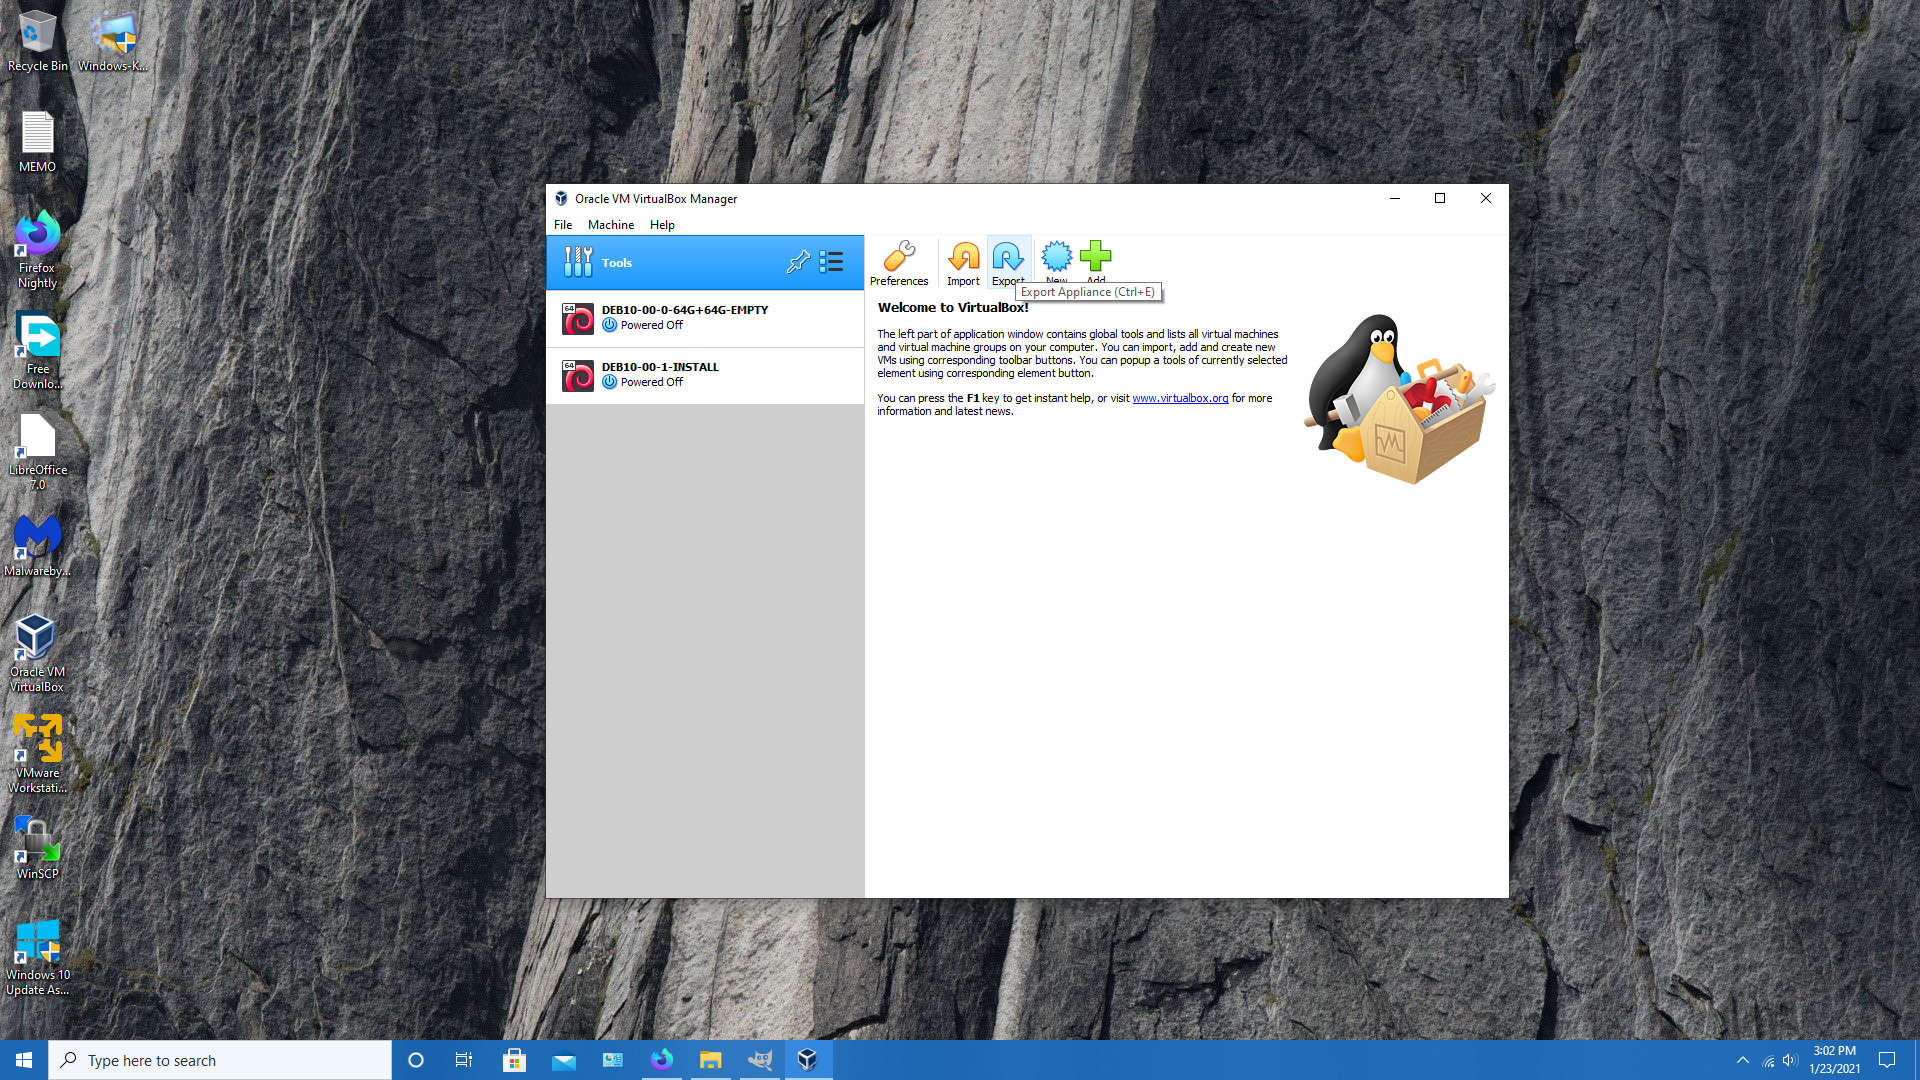 Recycle Bin
Windows-K...
MEMO
Firefox
Nightly
Free
Downlo...
LibreOffice
7.0
Malwareby...
Oracle VM
VirtualBox
VMware
Workstati...
WinSCP
Windows 10
Update As...
Oracle VM VirtualBox Manager
File Machine Help
Tools
Preferences Import Export New Add
Export Appliance (Ctrl+E)
64
DEB10-00-0-64G+64G-EMPTY
Powered Off
64
DEB10-00-1-INSTALL
Powered Off
Welcome to VirtualBox!
The left part of application window contains global tools and lists all virtual machines
and virtual machine groups on your computer. You can import, add and create new
VMs using corresponding toolbar buttons. You can popup a tools of currently selected
element using corresponding element button.
You can press the F1 key to get instant help, or visit www.virtualbox.org for more
information and latest news.
Type here to search
3:02 PM
1/23/2021